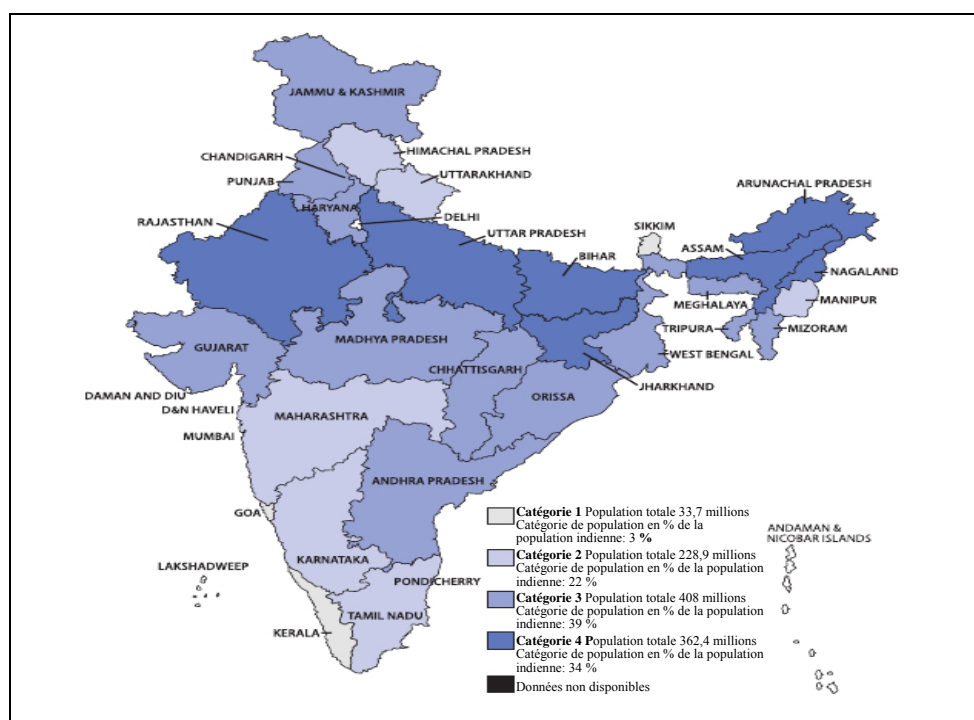 JAMMU & KASHMIR
HIMACHAL PRADESH
CHANDIGARH
UTTARAKHAND
PUNJAB
ARUNACHAL PRADESH
HARYANA
DELHI
RAJASTHAN
SIKKIM
UTTAR PRADESH
ASSAM
BIHAR
NAGALAND
MANIPUR
MEGHALAYA
TRIPURA
MIZORAM
MADHYA PRADESH
GUJARAT
WEST BENGAL
CHHATTISGARH
JHARKHAND
DAMAN AND DIU
ORISSA
D&N HAVELI
MAHARASHTRA
MUMBAI
ANDHRA PRADESH
GOA
Catégorie 1 Population totale 33,7 millions
Catégorie de population en % de la
population indienne: 3 %
ANDAMAN &
NICOBAR ISLANDS
Catégorie 2 Population totale 228,9 millions
Catégorie de population en % de la population
indienne: 22 %
KARNATAKA
LAKSHADWEEP
PONDICHERRY
Catégorie 3 Population totale 408 millions
Catégorie de population en % de la population
indienne: 39 %
TAMIL NADU
KERALA
Catégorie 4 Population totale 362,4 millions
Catégorie de population en % de la population
indienne: 34 %
Données non disponibles